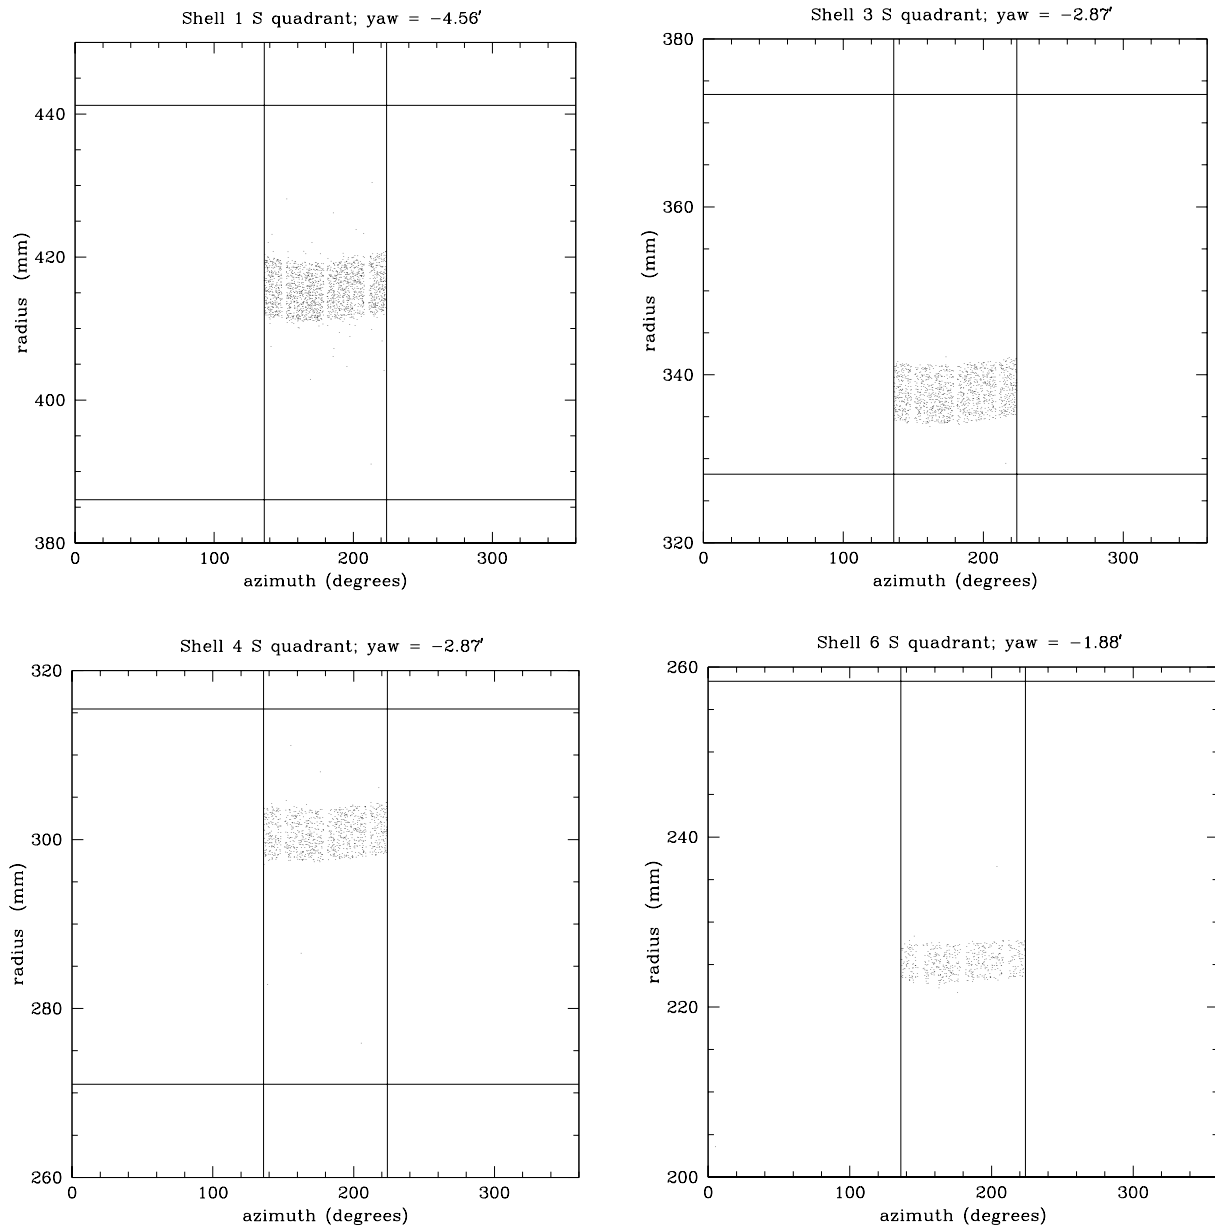 Shell 1 S quadrant; yaw = −4.56′
440
420
400
380
radius (mm)
0 100 200 300
azimuth (degrees)
Shell 3 S quadrant; yaw = −2.87′
380
360
340
320
radius (mm)
0 100 200 300
azimuth (degrees)
Shell 4 S quadrant; yaw = −2.87′
320
300
280
260
radius (mm)
0 100 200 300
azimuth (degrees)
Shell 6 S quadrant; yaw = −1.88′
260
240
220
200
radius (mm)
0 100 200 300
azimuth (degrees)